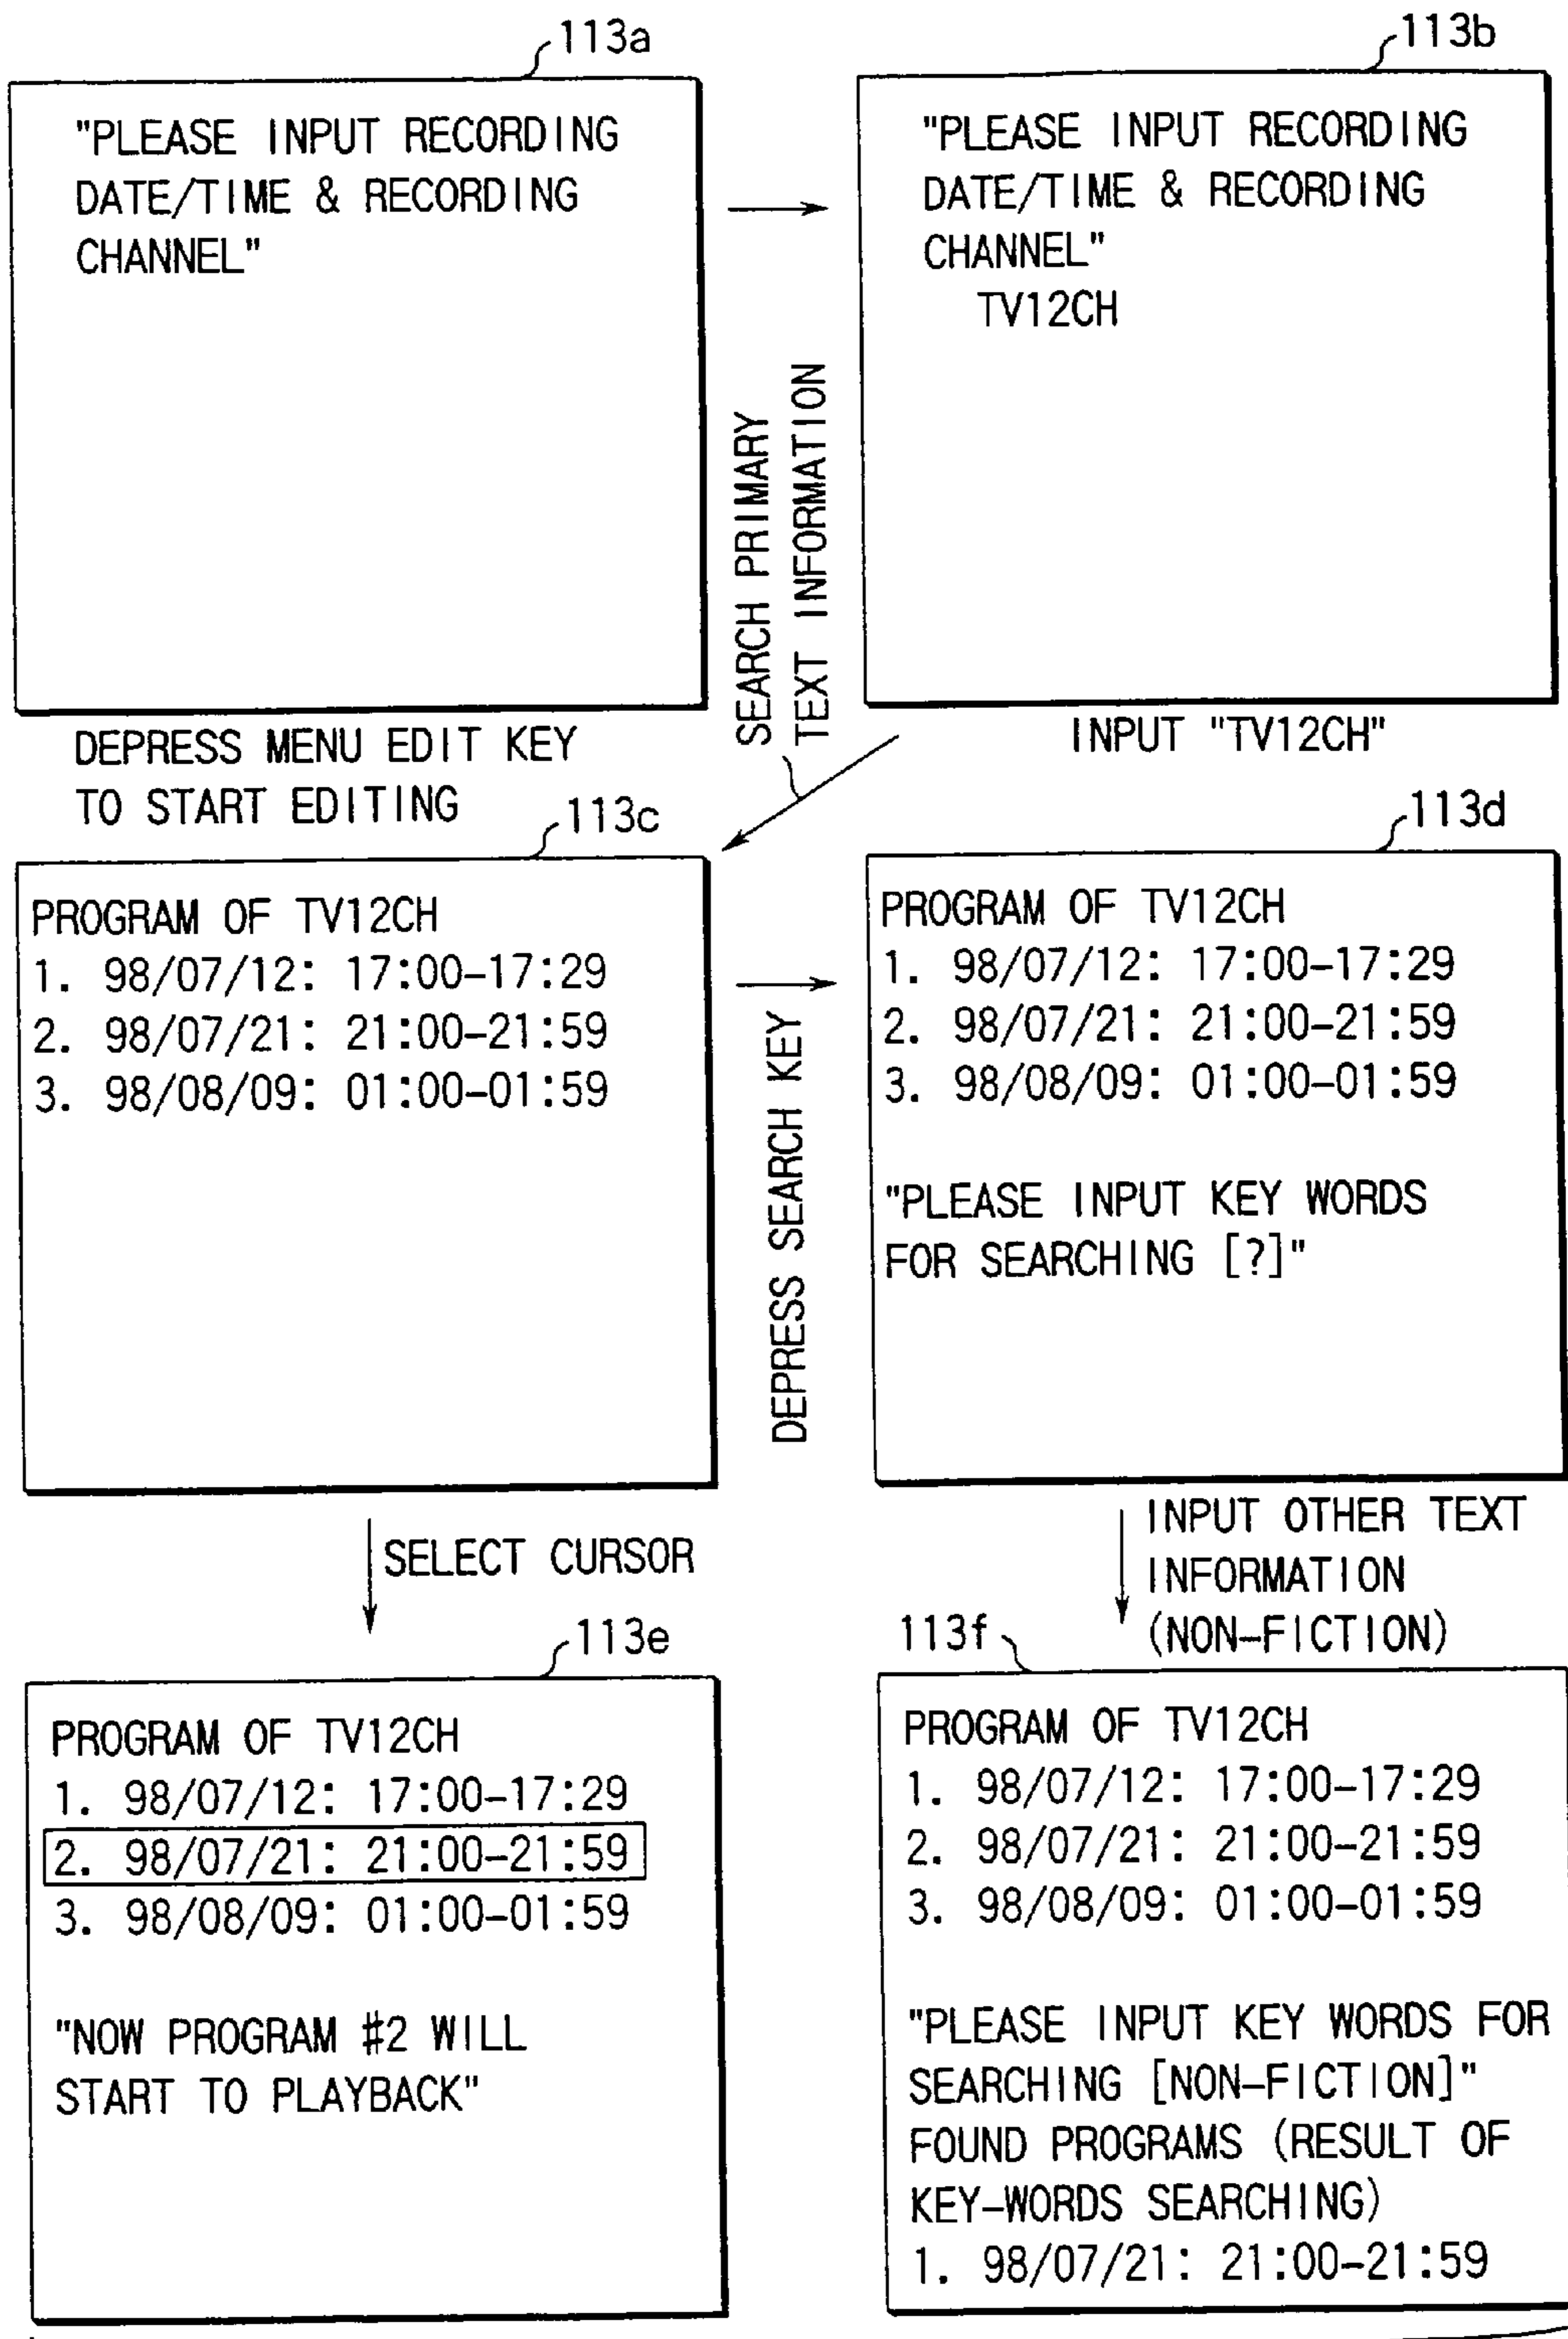 113a
"PLEASE INPUT RECORDING
DATE/TIME & RECORDING
CHANNEL"
DEPRESS MENU EDIT KEY
TO START EDITING
113b
"PLEASE INPUT RECORDING
DATE/TIME & RECORDING
CHANNEL"
TV12CH
INPUT "TV12CH"
SEARCH PRIMARY
TEXT INFORMATION
113c
PROGRAM OF TV12CH
1. 98/07/12: 17:00-17:29
2. 98/07/21: 21:00-21:59
3. 98/08/09: 01:00-01:59
DEPRESS SEARCH KEY
113d
PROGRAM OF TV12CH
1. 98/07/12: 17:00-17:29
2. 98/07/21: 21:00-21:59
3. 98/08/09: 01:00-01:59
"PLEASE INPUT KEY WORDS
FOR SEARCHING [?]"
SELECT CURSOR
INPUT OTHER TEXT
INFORMATION
(NON-FICTION)
113e
PROGRAM OF TV12CH
1. 98/07/12: 17:00-17:29
2. 98/07/21: 21:00-21:59
3. 98/08/09: 01:00-01:59
"NOW PROGRAM #2 WILL
START TO PLAYBACK"
113f
PROGRAM OF TV12CH
1. 98/07/12: 17:00-17:29
2. 98/07/21: 21:00-21:59
3. 98/08/09: 01:00-01:59
"PLEASE INPUT KEY WORDS FOR
SEARCHING [NON-FICTION]"
FOUND PROGRAMS (RESULT OF
KEY-WORDS SEARCHING)
1. 98/07/21: 21:00-21:59